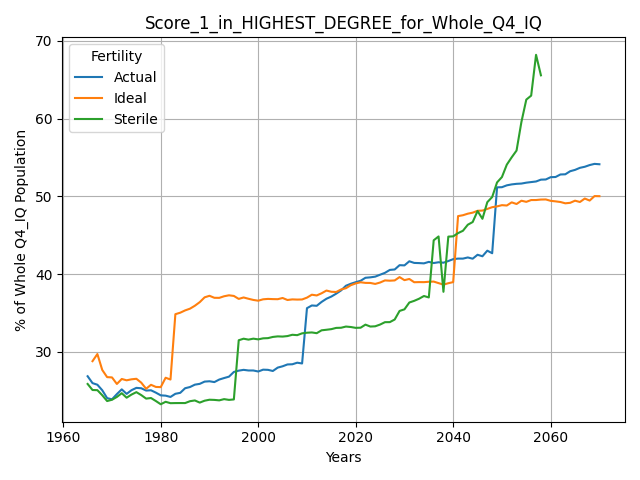 Score_1_in_HIGHEST_DEGREE_for_Whole_Q4_IQ
70
60
50
40
30
% of Whole Q4_IQ Population
Fertility
Actual
Ideal
Sterile
1960
1980
2000
2020
2040
2060
Years